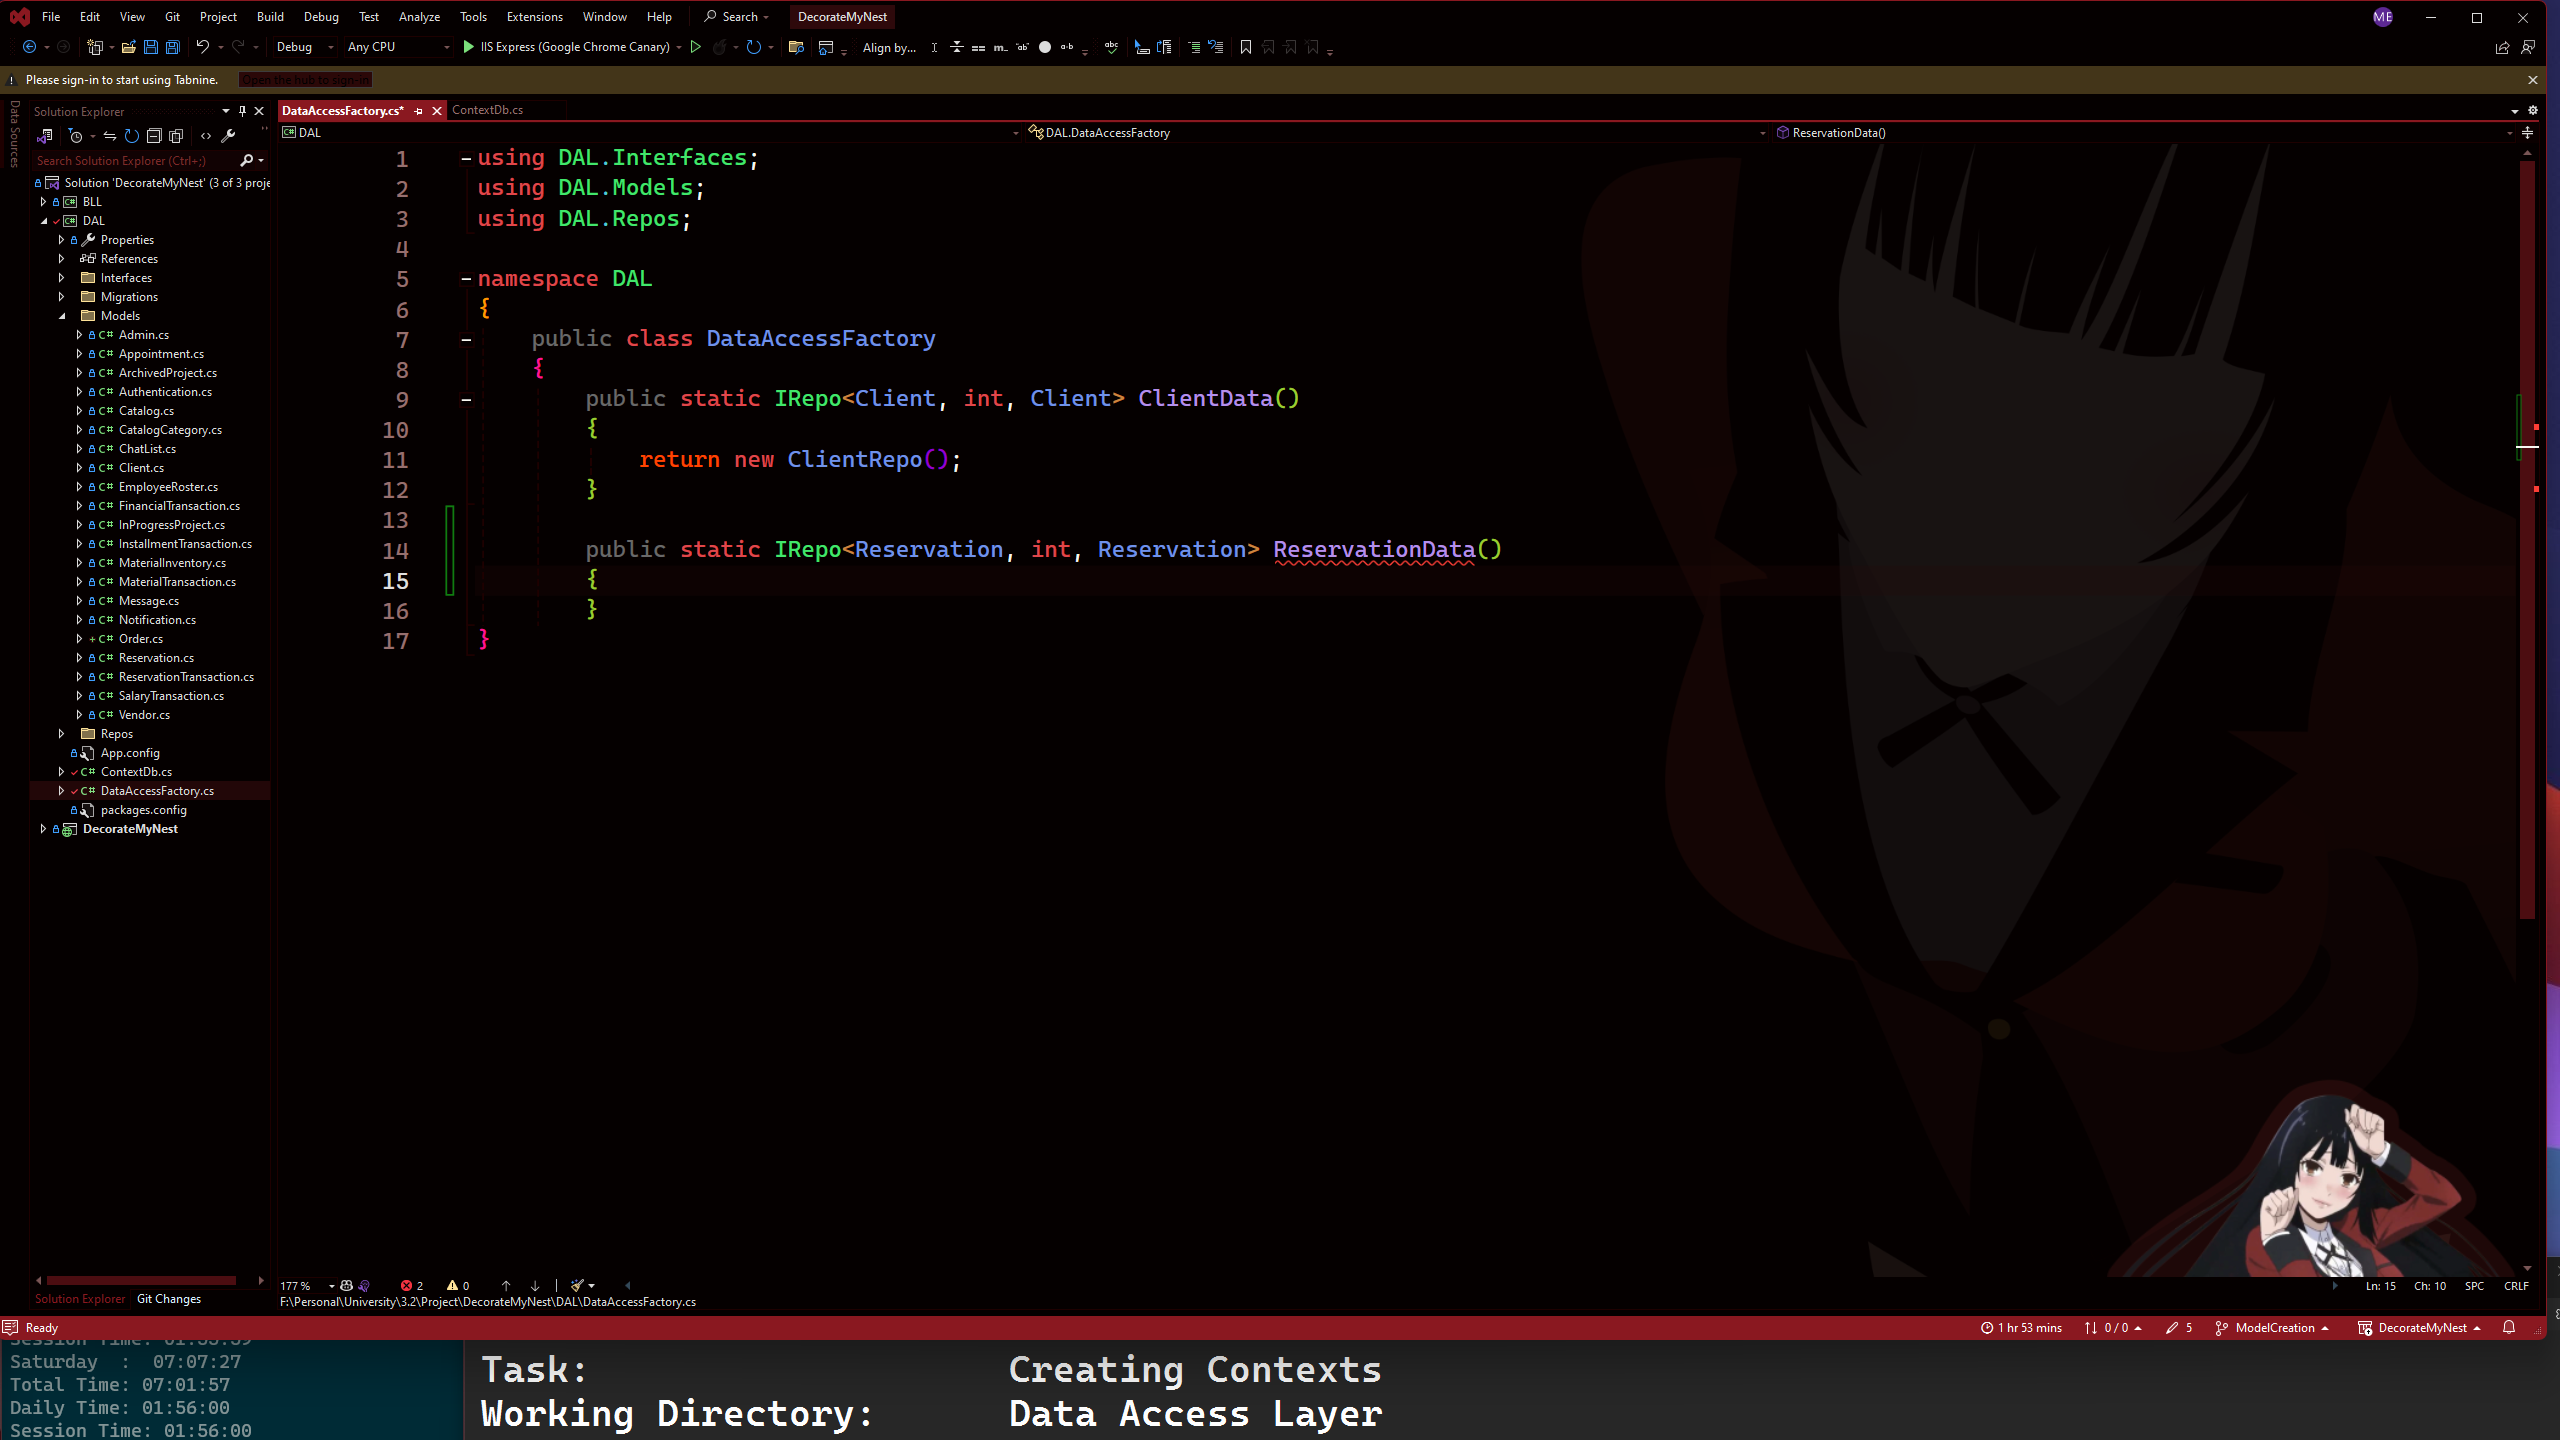 File Edit View Git Project Build Debug Test Analyze Tools Extensions Window Help Search DecorateMyNest ME
Debug Any CPU IIS Express (Google Chrome Canary) Align by...
Please sign-in to start using Tabnine. Open the hub to sign-in
Data Sources
Solution Explorer
Search Solution Explorer (Ctrl+;)
Solution 'DecorateMyNest' (3 of 3 proje
BLL
DAL
Properties
References
Interfaces
Migrations
Models
C# Admin.cs
C# Appointment.cs
C# ArchivedProject.cs
C# Authentication.cs
C# Catalog.cs
C# CatalogCategory.cs
C# ChatList.cs
C# Client.cs
C# EmployeeRoster.cs
C# FinancialTransaction.cs
C# InProgressProject.cs
C# InstallmentTransaction.cs
C# MaterialInventory.cs
C# MaterialTransaction.cs
C# Message.cs
C# Notification.cs
C# Order.cs
C# Reservation.cs
C# ReservationTransaction.cs
C# SalaryTransaction.cs
C# Vendor.cs
Repos
App.config
C# ContextDb.cs
C# DataAccessFactory.cs
packages.config
DecorateMyNest
Solution Explorer Git Changes
DataAccessFactory.cs* ContextDb.cs
DAL DAL.DataAccessFactory ReservationData()
1 using DAL.Interfaces;
2 using DAL.Models;
3 using DAL.Repos;
4
5 namespace DAL
6 {
7 public class DataAccessFactory
8 {
9 public static IRepo<Client, int, Client> ClientData()
10 {
11 return new ClientRepo();
12 }
13
14 public static IRepo<Reservation, int, Reservation> ReservationData()
15 {
16 }
17 }
177 % 2 0 Ln: 15 Ch: 10 SPC CRLF
F:\Personal\University\3.2\Project\DecorateMyNest\DAL\DataAccessFactory.cs
Ready 1 hr 53 mins 0 / 0 5 ModelCreation DecorateMyNest
Saturday : 07:07:27
Total Time: 07:01:57
Daily Time: 01:56:00
Session Time: 01:56:00
Task: Creating Contexts
Working Directory: Data Access Layer